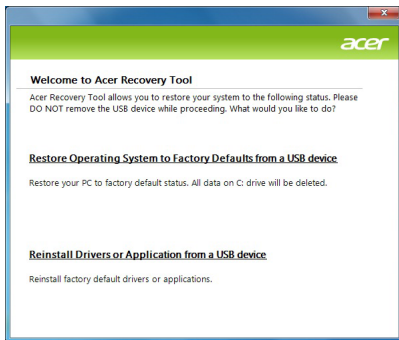 acer
Welcome to Acer Recovery Tool
Acer Recovery Tool allows you to restore your system to the following status. Please
DO NOT remove the USB device while proceeding. What would you like to do?
Restore Operating System to Factory Defaults from a USB device
Restore your PC to factory default status. All data on C: drive will be deleted.
Reinstall Drivers or Application from a USB device
Reinstall factory default drivers or applications.